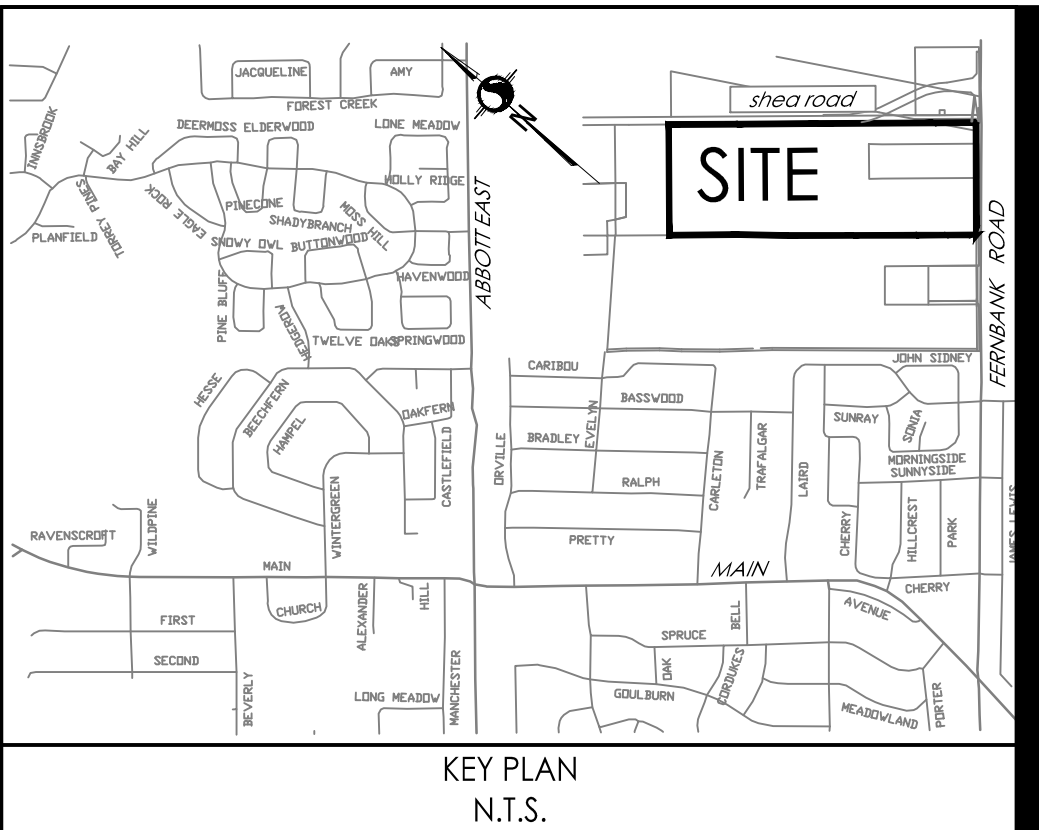 JACQUELINE
AMY
FOREST CREEK
shea road
INNSBROOK
BAY HILL
DEERMOSS
ELDERWOOD
LONE MEADOW
N
SITE
HOLLY RIDGE
ABBOTT EAST
TORREY PINES
EAGLE ROCK
PINECONE
SHADYBRANCH
MOSS HILL
PLANFIELD
SNOWY OWL
BUTTONWOOD
FERNBANK ROAD
HAVENWOOD
PINE BLUFF
HEDGEROW
TWELVE OAKS
SPRINGWOOD
JOHN SIDNEY
CARIBOU
HESSE
BEECHFERN
HAMPEL
OAKFERN
BASSWOOD
EVELYN
SUNRAY
SONIA
CASTLEFIELD
ORVILLE
BRADLEY
CARLETON
TRAFALGAR
LAIRD
MORNINGSIDE
SUNNYSIDE
RALPH
WINTERGREEN
WILDPINE
RAVENSCROFT
PRETTY
CHERRY
HILLCREST
PARK
JAMES LEWIS
MAIN
MAIN
CHERRY
CHURCH
ALEXANDER
HILL
BELL
AVENUE
FIRST
SPRUCE
SECOND
OAK
CORDUKES
BEVERLY
LONG MEADOW
MANCHESTER
GOULBURN
MEADOWLAND
PORTER
KEY PLAN
N.T.S.